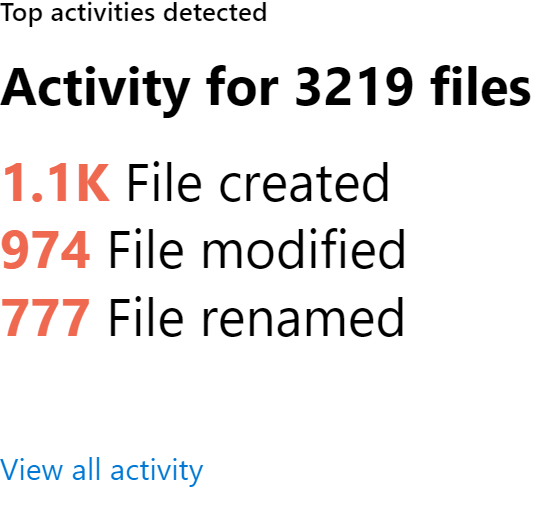 Top activities detected
Activity for 3219 files
1.1K File created
974 File modified
777 File renamed
View all activity